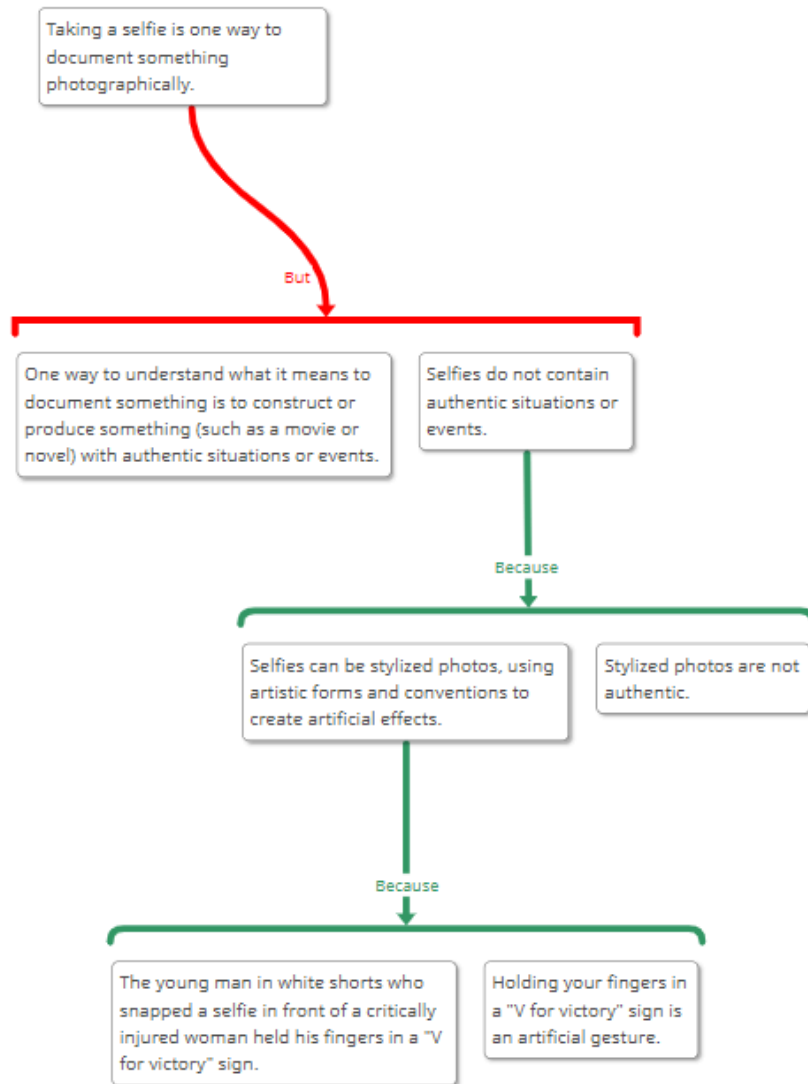 Taking a selfie is one way to
document something
photographically.
But
One way to understand what it means to
document something is to construct or
produce something (such as a movie or
novel) with authentic situations or events.
Selfies do not contain
authentic situations or
events.
Because
Selfies can be stylized photos, using
artistic forms and conventions to
create artificial effects.
Stylized photos are not
authentic.
Because
The young man in white shorts who
snapped a selfie in front of a critically
injured woman held his fingers in a "V
for victory" sign.
Holding your fingers in
a "V for victory" sign is
an artificial gesture.